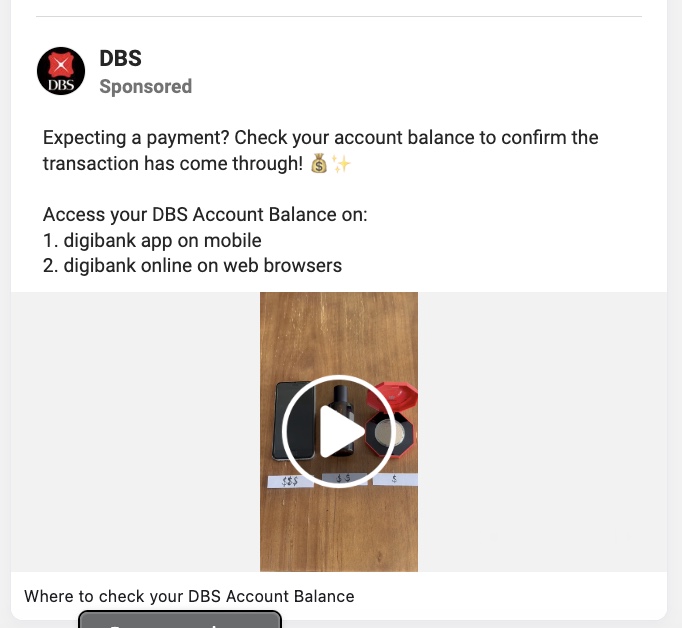 DBS
DBS
Sponsored
Expecting a payment? Check your account balance to confirm the
transaction has come through! 💰✨
Access your DBS Account Balance on:
1. digibank app on mobile
2. digibank online on web browsers
$$$ $$ $
Where to check your DBS Account Balance